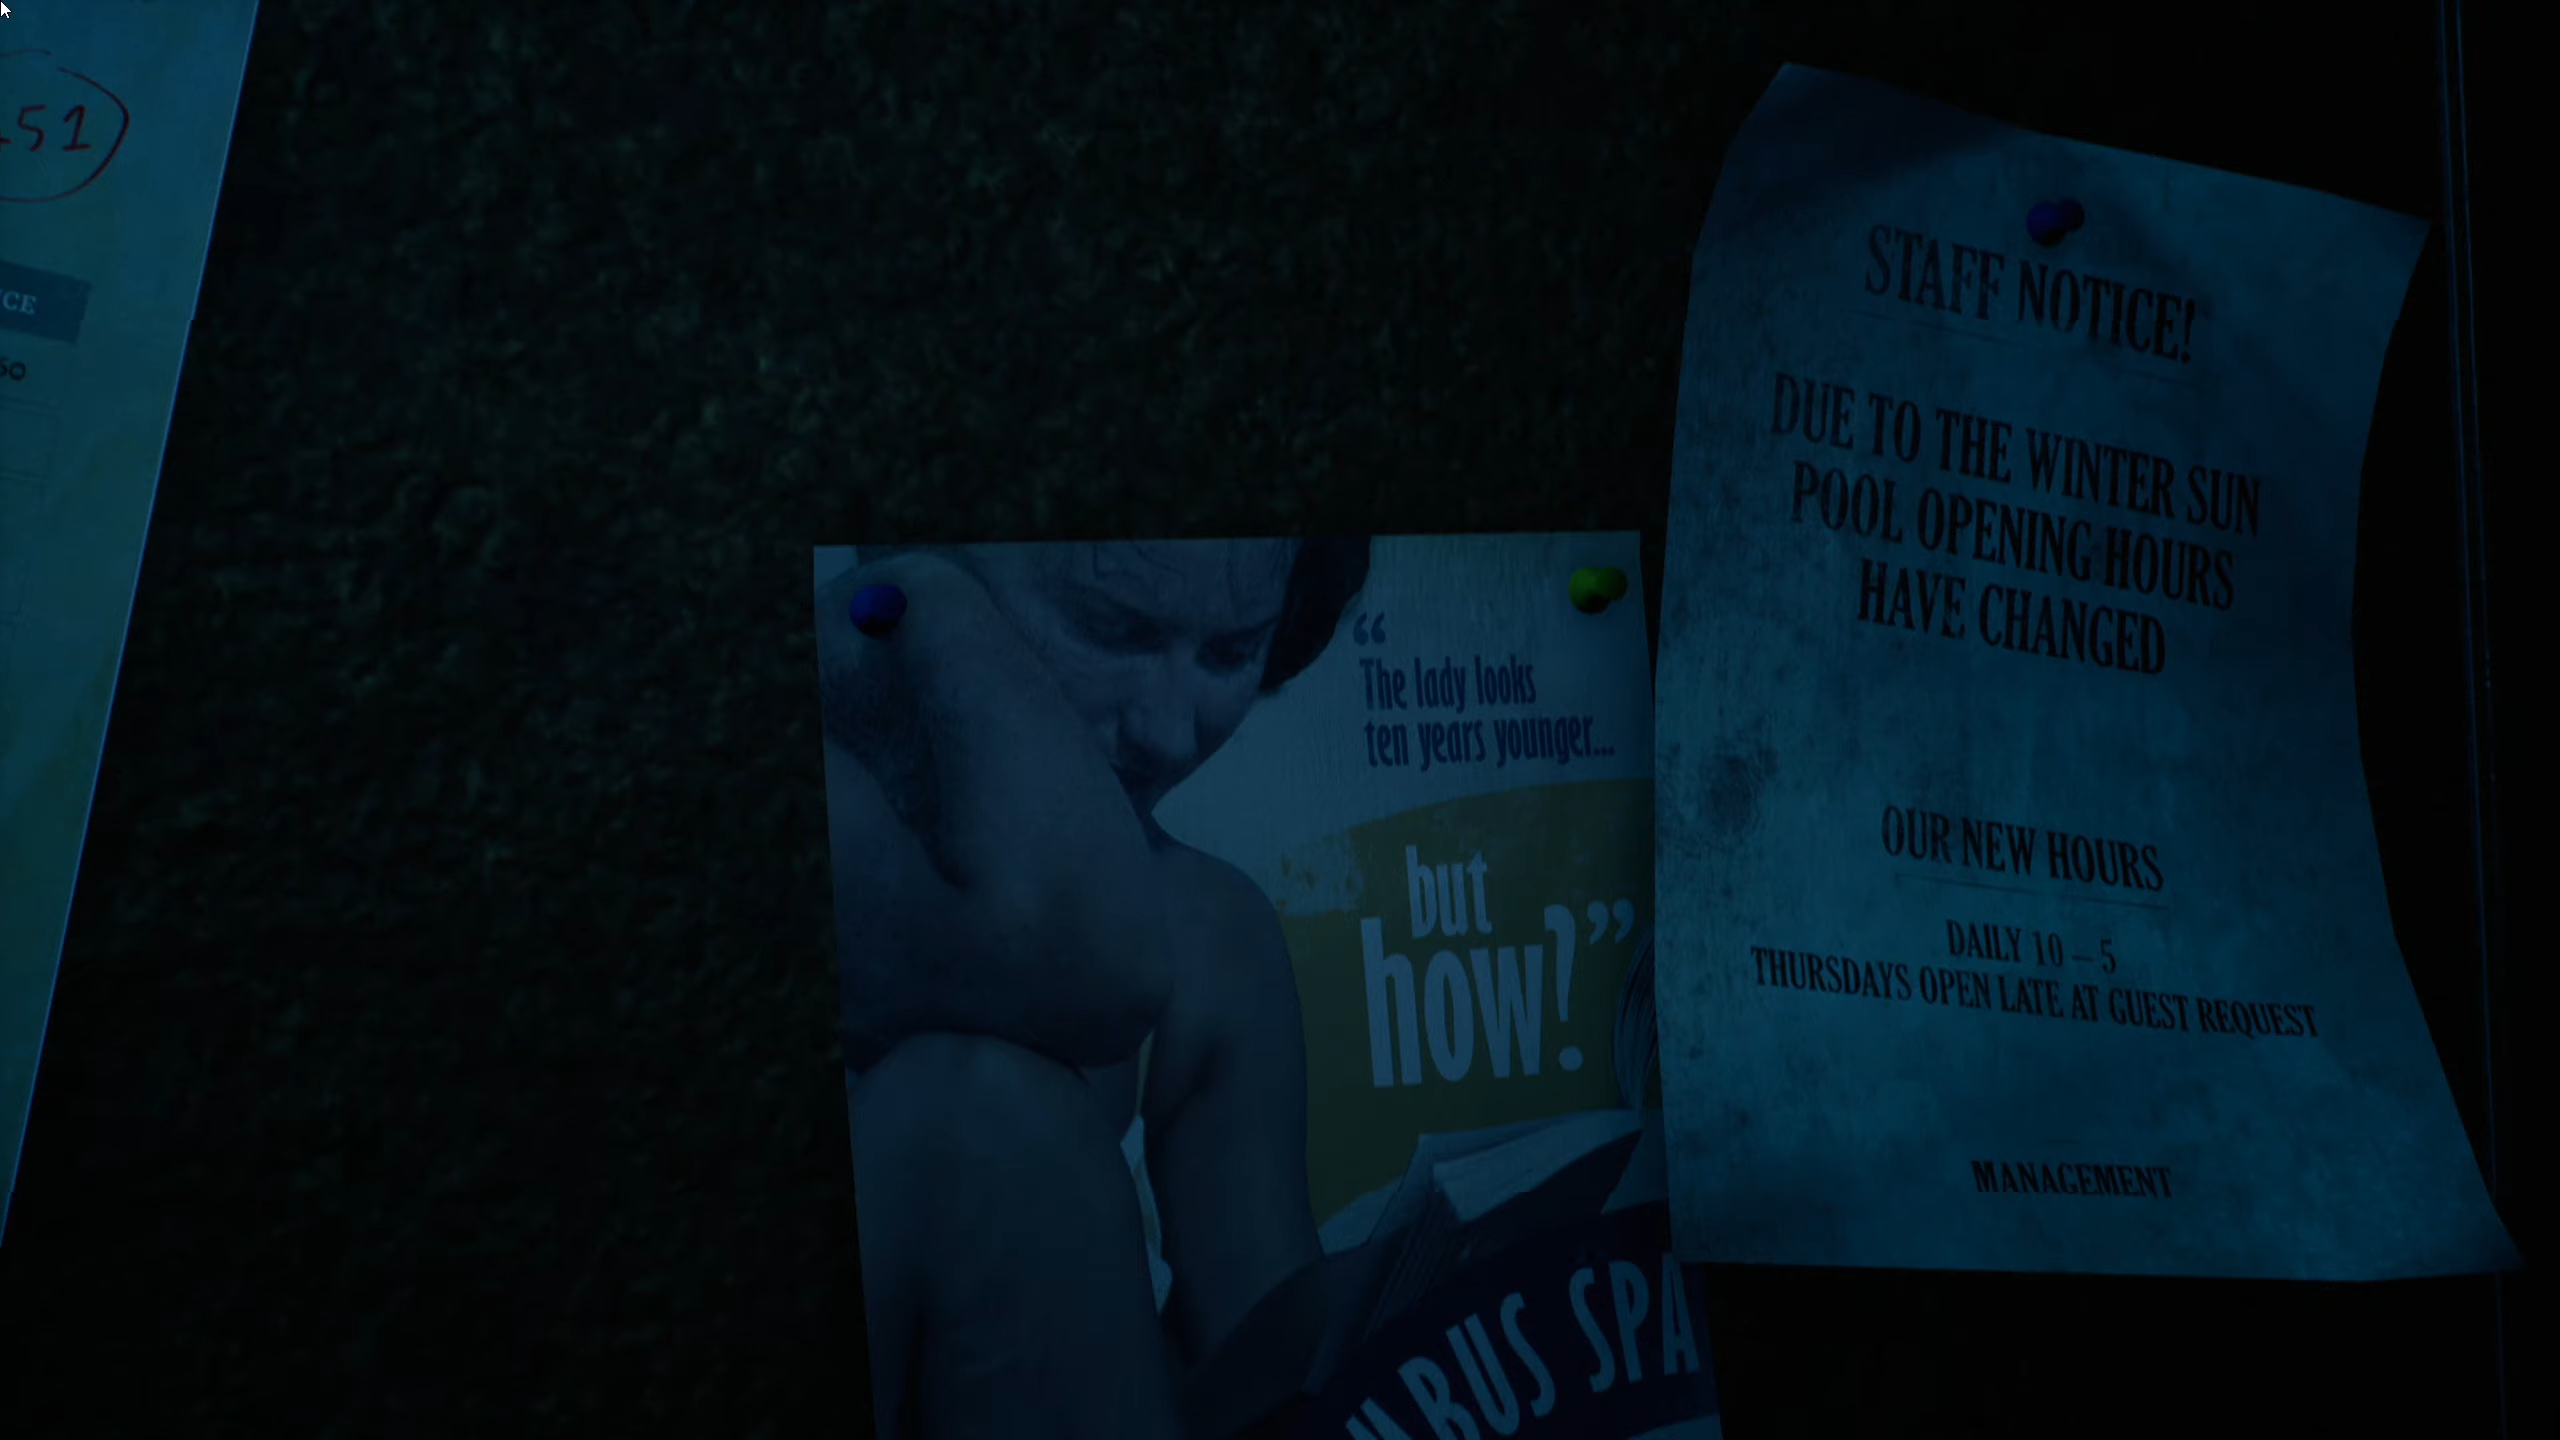 51
CE
50
“
The lady looks
ten years younger...
but
how?”
BUS SPA
STAFF NOTICE!
DUE TO THE WINTER SUN
POOL OPENING HOURS
HAVE CHANGED
OUR NEW HOURS
DAILY 10 – 5
THURSDAYS OPEN LATE AT GUEST REQUEST
MANAGEMENT